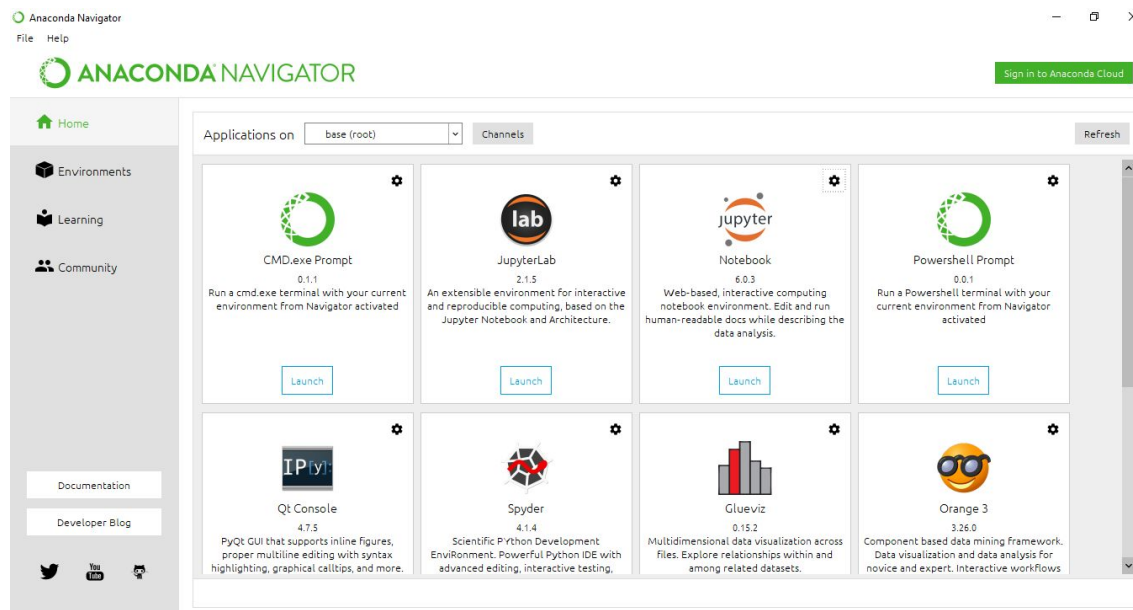 Anaconda Navigator
File Help
ANACONDA NAVIGATOR
Sign in to Anaconda Cloud
Home
Environments
Learning
Community
Documentation
Developer Blog
You
Tube
Applications on base (root) Channels Refresh
CMD.exe Prompt
0.1.1
Run a cmd.exe terminal with your current
environment from Navigator activated
Launch
lab
JupyterLab
2.1.5
An extensible environment for interactive
and reproducible computing, based on the
Jupyter Notebook and Architecture.
Launch
jupyter
Notebook
6.0.3
Web-based, interactive computing
notebook environment. Edit and run
human-readable docs while describing the
data analysis.
Launch
Powershell Prompt
0.0.1
Run a Powershell terminal with your
current environment from Navigator
activated
Launch
IP[y]:
Qt Console
4.7.5
PyQt GUI that supports inline figures,
proper multiline editing with syntax
highlighting, graphical calltips, and more.
Spyder
4.1.4
Scientific PYthon Development
EnviRonment. Powerful Python IDE with
advanced editing, interactive testing,
Glueviz
0.15.2
Multidimensional data visualization across
files. Explore relationships within and
among related datasets.
Orange 3
3.26.0
Component based data mining framework.
Data visualization and data analysis for
novice and expert. Interactive workflows